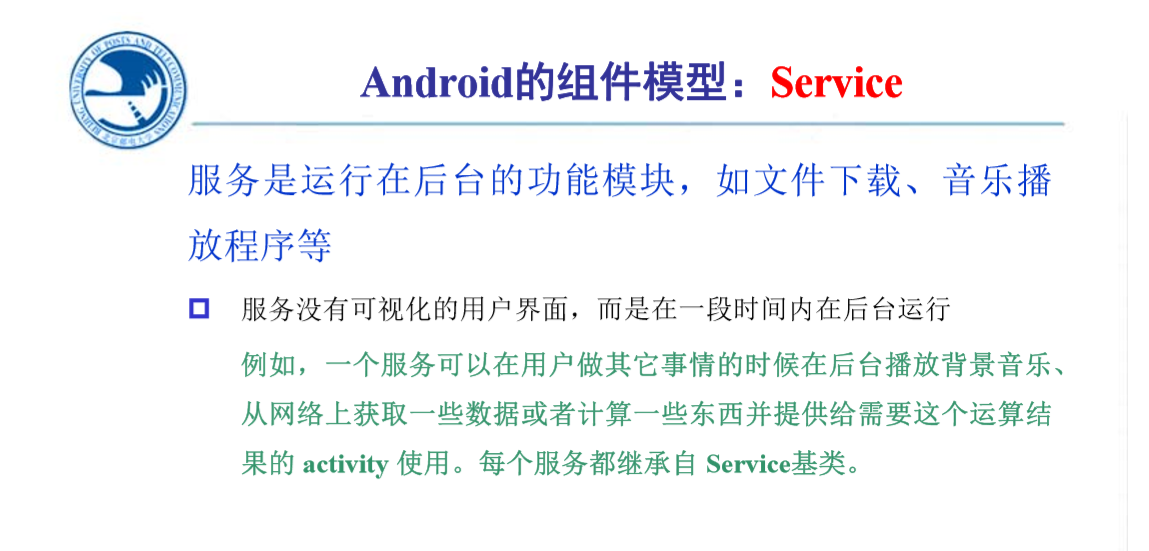 Android的组件模型：Service
BEIJING UNIVERSITY OF POSTS AND TELECOMMUNICATIONS
北京邮电大学
服务是运行在后台的功能模块，如文件下载、音乐播
放程序等
服务没有可视化的用户界面，而是在一段时间内在后台运行
例如，一个服务可以在用户做其它事情的时候在后台播放背景音乐、
从网络上获取一些数据或者计算一些东西并提供给需要这个运算结
果的 activity 使用。每个服务都继承自 Service基类。